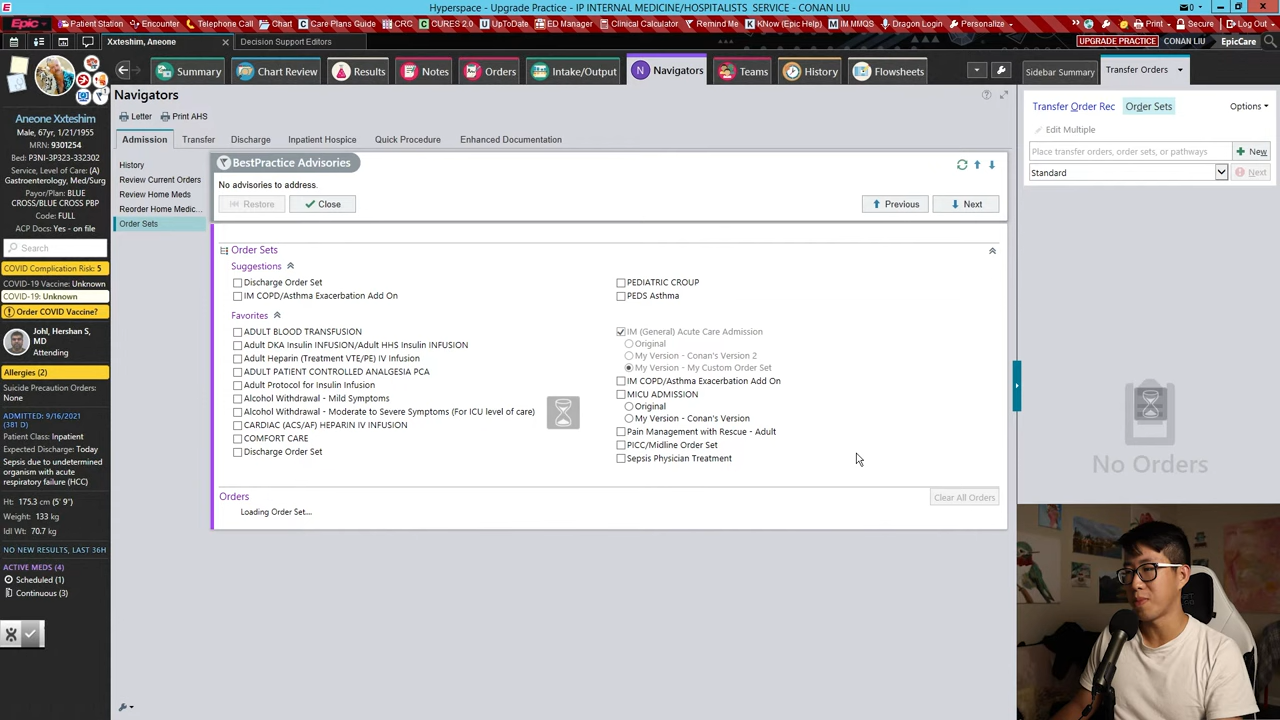 Hyperspace - Upgrade Practice - IP INTERNAL MEDICINE/HOSPITALISTS SERVICE - CONAN LIU
Epic Patient Station Encounter Telephone Call Chart Care Plans Guide CRC CURES 2.0 UpToDate ED Manager Clinical Calculator Remind Me KNow (Epic Help) IM MMQS Dragon Login Personalize Print Secure Log Out
Xxteshim, Aneone Decision Support Editors UPGRADE PRACTICE CONAN LIU EpicCare
Summary Chart Review Results Notes Orders Intake/Output Navigators Teams History Flowsheets
Sidebar Summary Transfer Orders
Aneone Xxteshim
Male, 67yr, 1/21/1955
MRN: 9301254
Bed: P3NI-3P323-332302
Service, Level of Care: (A)
Gastroenterology, Med/Surg
Payor/Plan: BLUE
CROSS/BLUE CROSS PBP
Code: FULL
ACP Docs: Yes - on file
Search
COVID Complication Risk: 5
COVID-19 Vaccine: Unknown
COVID-19: Unknown
Order COVID Vaccine?
Johl, Hershan S,
MD
Attending
Allergies (2)
Suicide Precaution Orders:
None
ADMITTED: 9/16/2021
(381 D)
Patient Class: Inpatient
Expected Discharge: Today
Sepsis due to undetermined
organism with acute
respiratory failure (HCC)
Ht: 175.3 cm (5' 9")
Weight: 133 kg
Idl Wt: 70.7 kg
NO NEW RESULTS, LAST 36H
ACTIVE MEDS (4)
Scheduled (1)
Continuous (3)
Navigators
Letter Print AHS
Admission Transfer Discharge Inpatient Hospice Quick Procedure Enhanced Documentation
History
Review Current Orders
Review Home Meds
Reorder Home Medic...
Order Sets
BestPractice Advisories
No advisories to address.
Restore Close Previous Next
Order Sets
Suggestions
Discharge Order Set
IM COPD/Asthma Exacerbation Add On
PEDIATRIC CROUP
PEDS Asthma
Favorites
ADULT BLOOD TRANSFUSION
Adult DKA Insulin INFUSION/Adult HHS Insulin INFUSION
Adult Heparin (Treatment VTE/PE) IV Infusion
ADULT PATIENT CONTROLLED ANALGESIA PCA
Adult Protocol for Insulin Infusion
Alcohol Withdrawal - Mild Symptoms
Alcohol Withdrawal - Moderate to Severe Symptoms (For ICU level of care)
CARDIAC (ACS/AF) HEPARIN IV INFUSION
COMFORT CARE
Discharge Order Set
IM (General) Acute Care Admission
Original
My Version - Conan's Version 2
My Version - My Custom Order Set
IM COPD/Asthma Exacerbation Add On
MICU ADMISSION
Original
My Version - Conan's Version
Pain Management with Rescue - Adult
PICC/Midline Order Set
Sepsis Physician Treatment
Orders Clear All Orders
Loading Order Set...
Transfer Order Rec Order Sets Options
Edit Multiple
Place transfer orders, order sets, or pathways New
Standard Next
No Orders